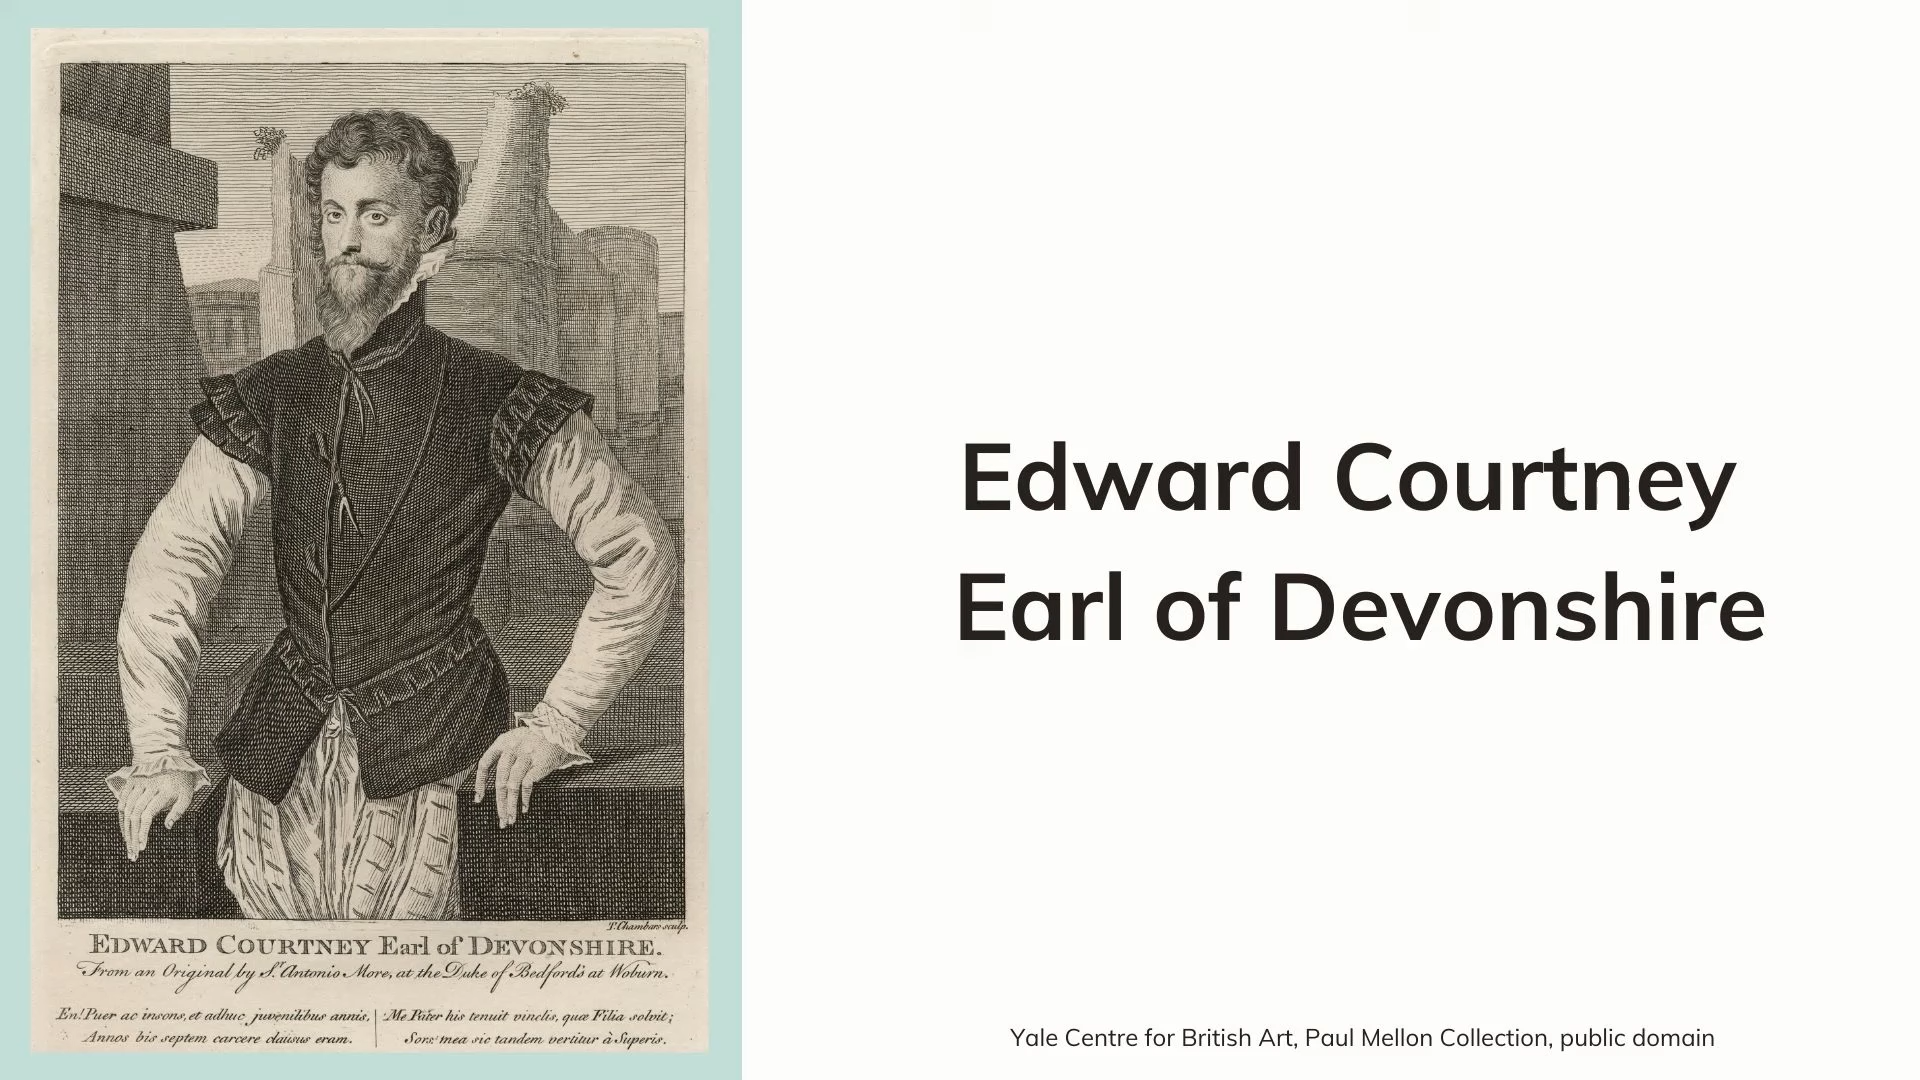 T. Chambars sculp.
EDWARD COURTNEY Earl of DEVONSHIRE.
From an Original by Sr. Antonio More, at the Duke of Bedford's at Woburn.
En! Puer ac insons, et adhuc juvenilibus annis,
Annos bis septem carcere clausus eram.
Me Pater his tenuit vinclis, quæ Filia solvit;
Sors mea sic tandem vertitur à Superis.
Edward Courtney
Earl of Devonshire
Yale Centre for British Art, Paul Mellon Collection, public domain